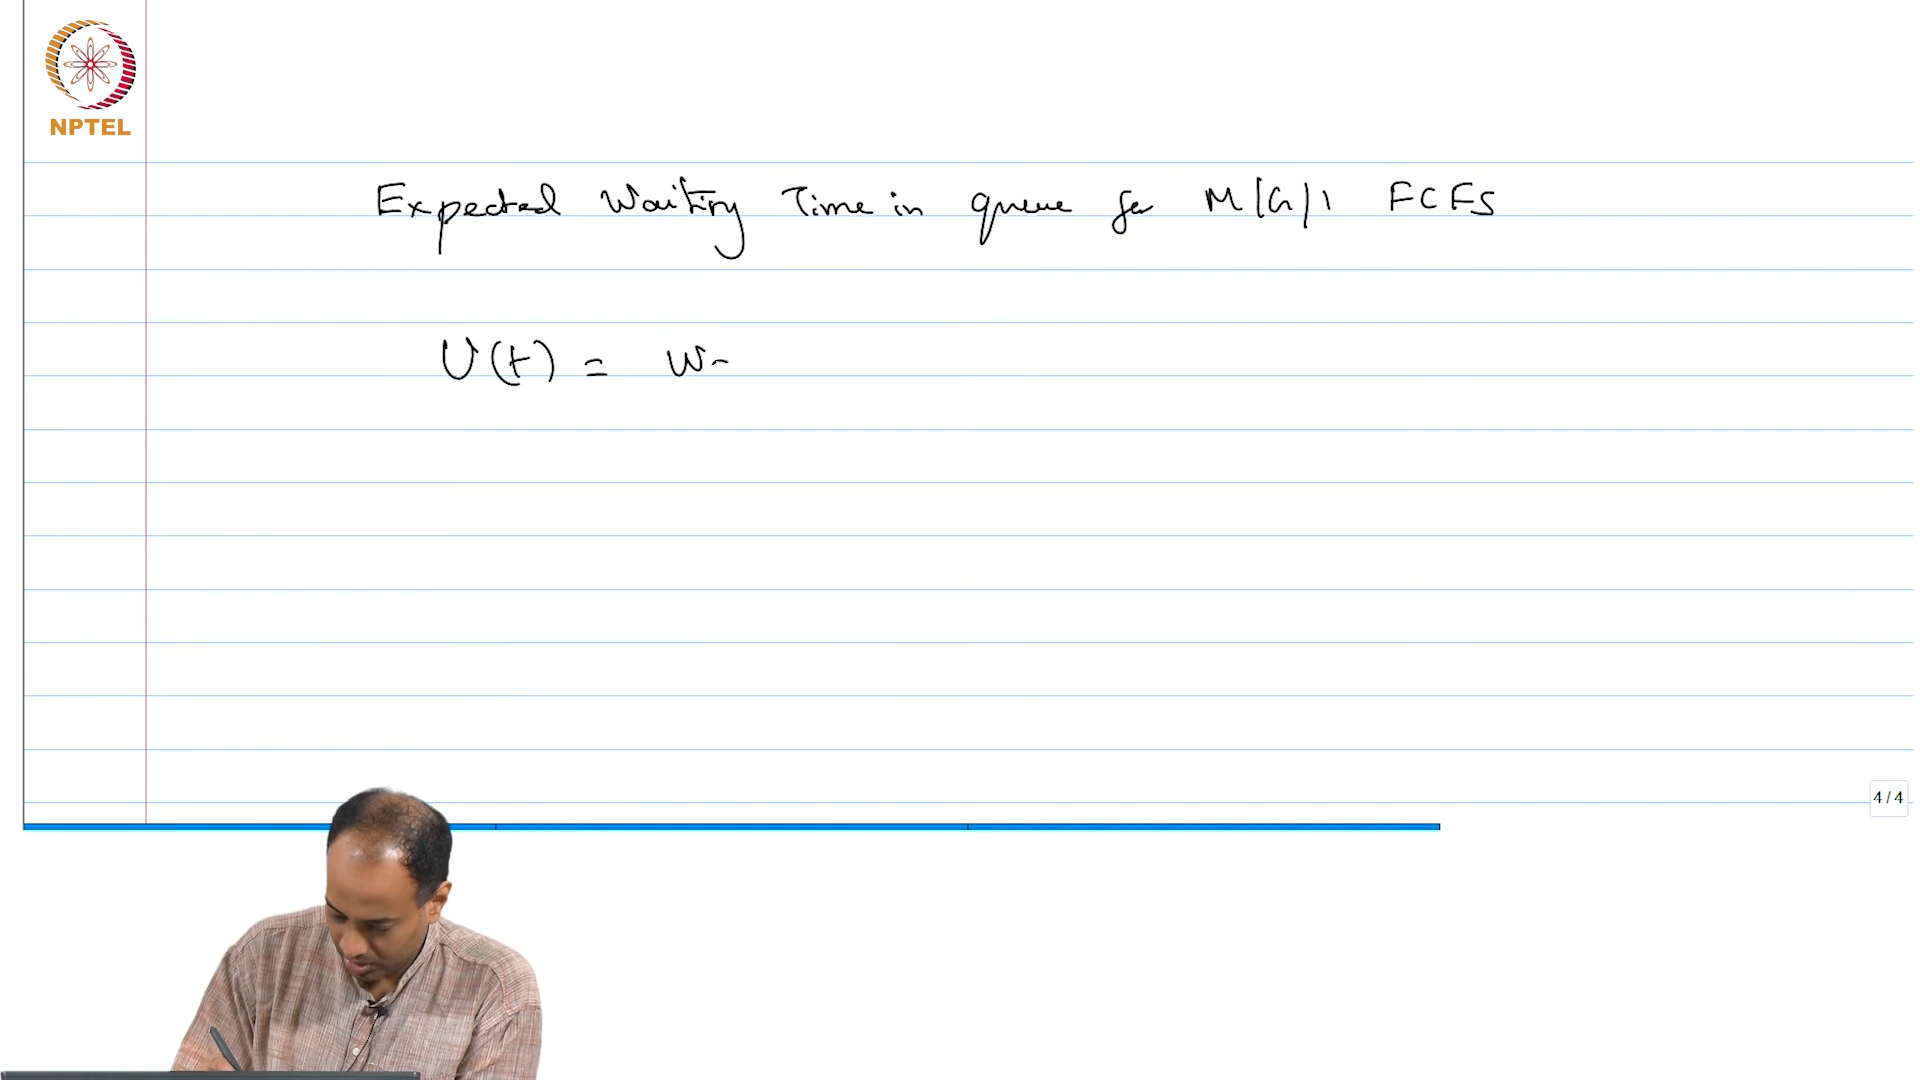 NPTEL
Expected Waiting Time in queue for M/G/1 FCFS
U(t) = w
4 / 4